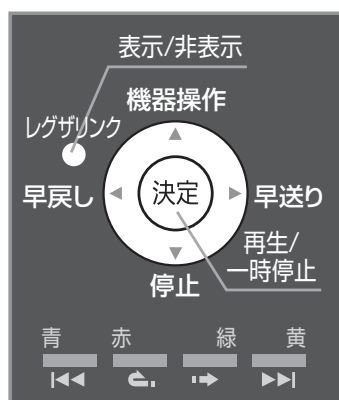 表示/非表示
機器操作
レグザリンク
早戻し
決定
早送り
再生/
一時停止
停止
青 赤 緑 黄